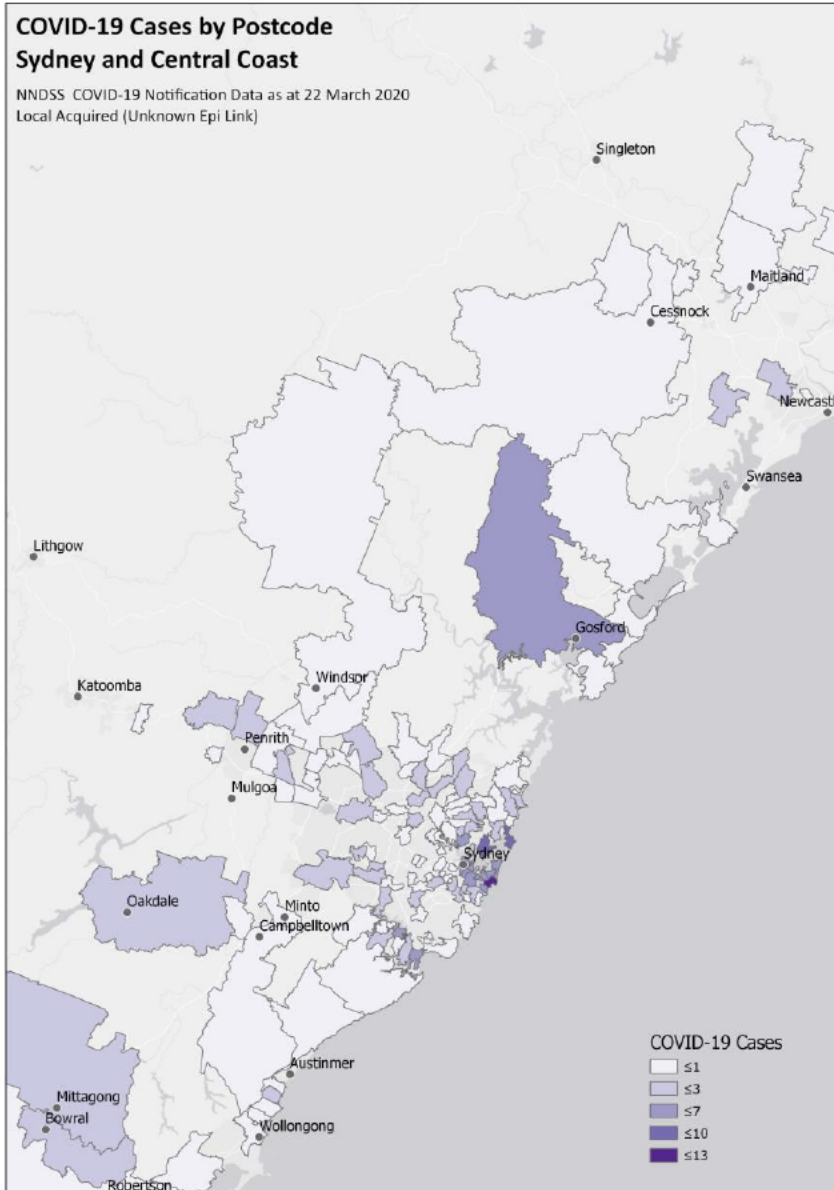 COVID-19 Cases by Postcode
Sydney and Central Coast
NNDSS COVID-19 Notification Data as at 22 March 2020
Local Acquired (Unknown Epi Link)
Singleton
Maitland
Cessnock
Newcastl
Swansea
Lithgow
Gosford
Katoomba
Windsor
Penrith
Mulgoa
Sydney
Oakdale
Minto
Campbelltown
Austinmer
Mittagong
Bowral
Wollongong
Robertson
COVID-19 Cases
≤1
≤3
≤7
≤10
≤13